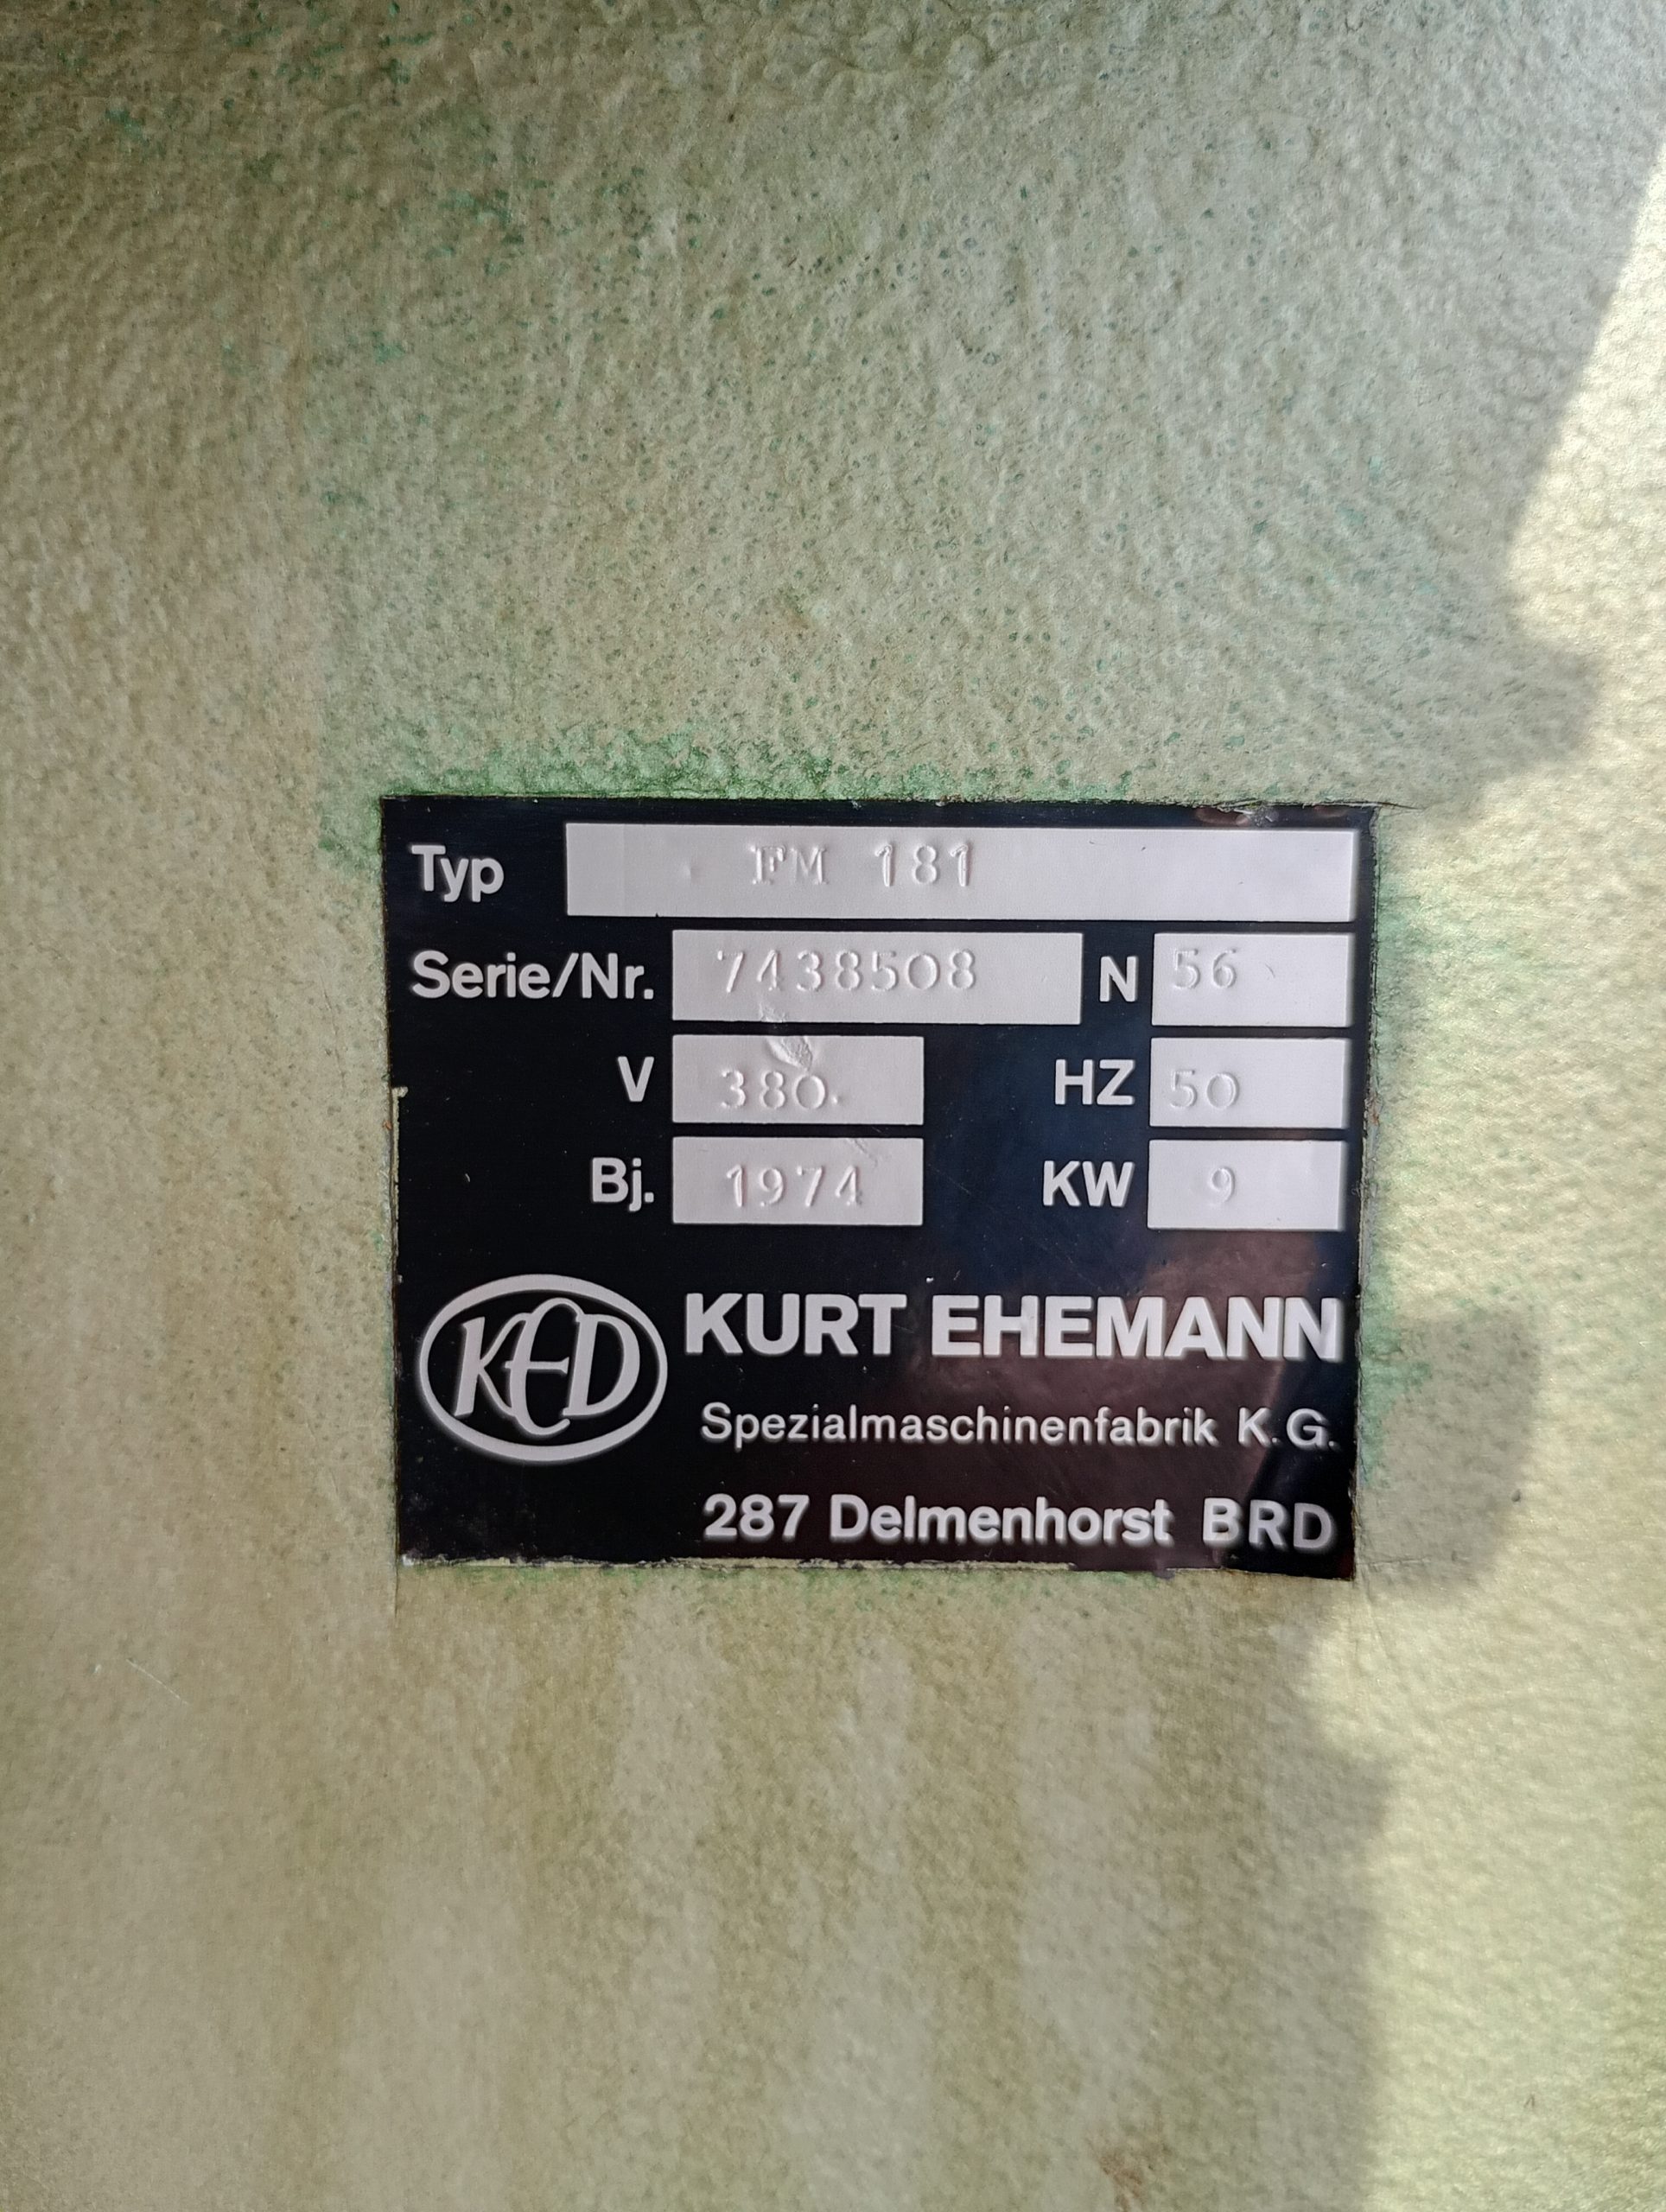 Typ FM 181
Serie/Nr. 7438508 N 56
V 380. HZ 50
Bj. 1974 KW 9
KED KURT EHEMANN
Spezialmaschinenfabrik K.G.
287 Delmenhorst BRD